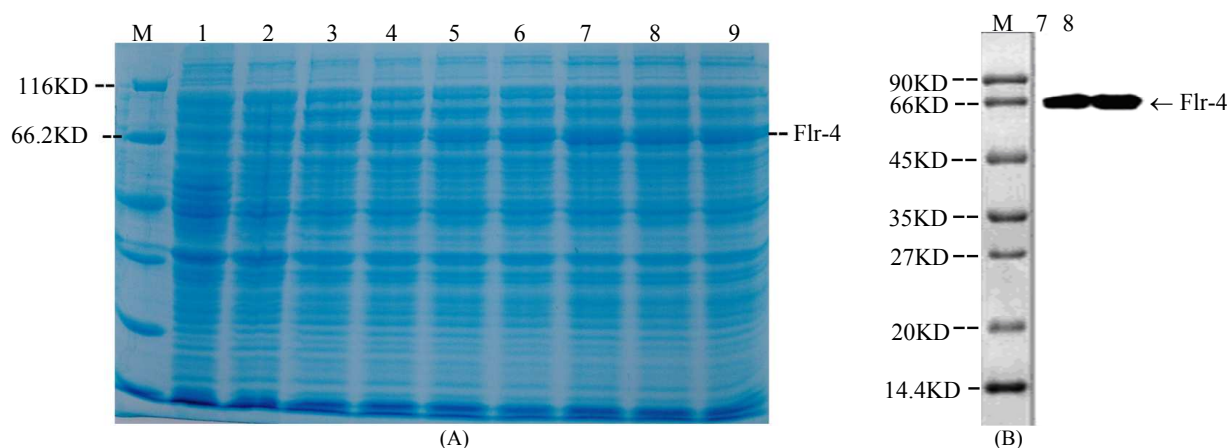 M 1 2 3 4 5 6 7 8 9
116KD
66.2KD
Flr-4
(A)
M 7 8
90KD
66KD
← Flr-4
45KD
35KD
27KD
20KD
14.4KD
(B)